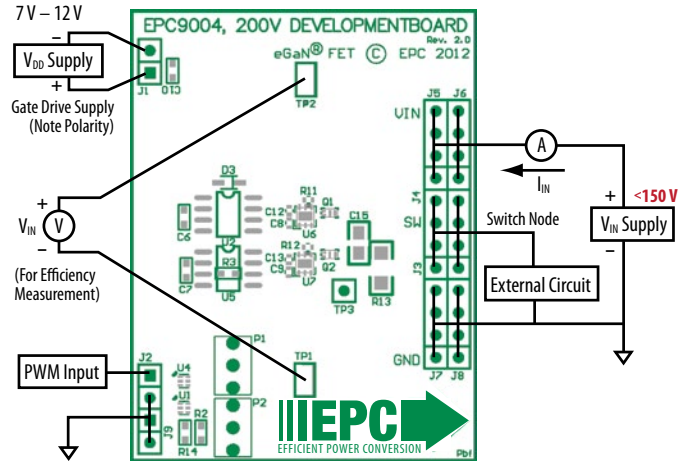 7 V – 12 V
–
VDD Supply
+
Gate Drive Supply
(Note Polarity)
EPC9004, 200V DEVELOPMENTBOARD
Rev. 2.0
eGaN® FET © EPC 2012
J1
C10
TP2
J5 J6
VIN
A
IIN
+
<150 V
VIN Supply
–
+
VIN
V
–
(For Efficiency
Measurement)
D3
R11
Q1
C12
C8
U6
C15
C6
U2
R12
Q2
C13
C9
U7
R3
C7
U5
TP3
R13
J4
SW
J3
Switch Node
External Circuit
P1
TP1
GND
J7 J8
J2
PWM Input
U4
U1
P2
J9
R2
R14
EPC
EFFICIENT POWER CONVERSION
Pbf